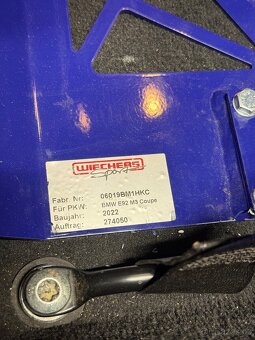 WIECHERS
Sport
Fabr. Nr: 06019BM1HKC
Für PKW: BMW E92 M3 Coupe
Baujahr: 2022
Auftrag: 274050